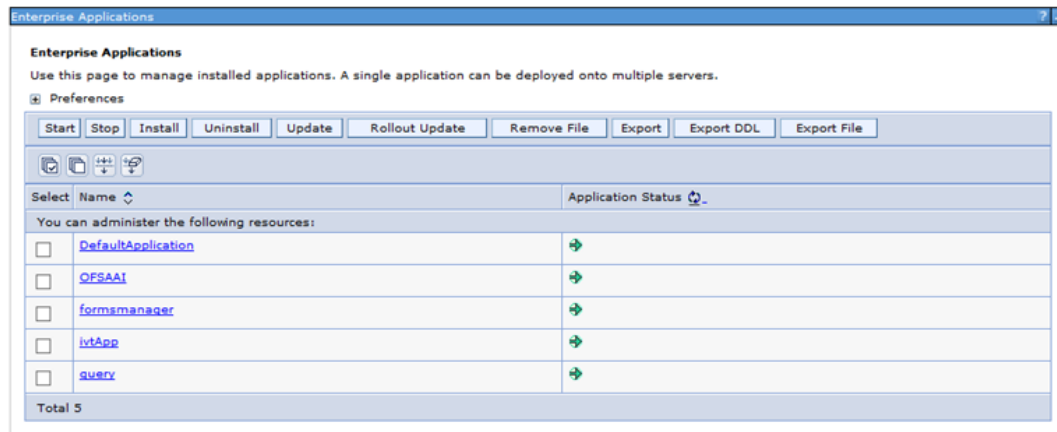 Enterprise Applications ?
Enterprise Applications
Use this page to manage installed applications. A single application can be deployed onto multiple servers.
Preferences
Start Stop Install Uninstall Update Rollout Update Remove File Export Export DDL Export File
Select Name Application Status
You can administer the following resources:
DefaultApplication
OFSAAI
formsmanager
ivtApp
query
Total 5